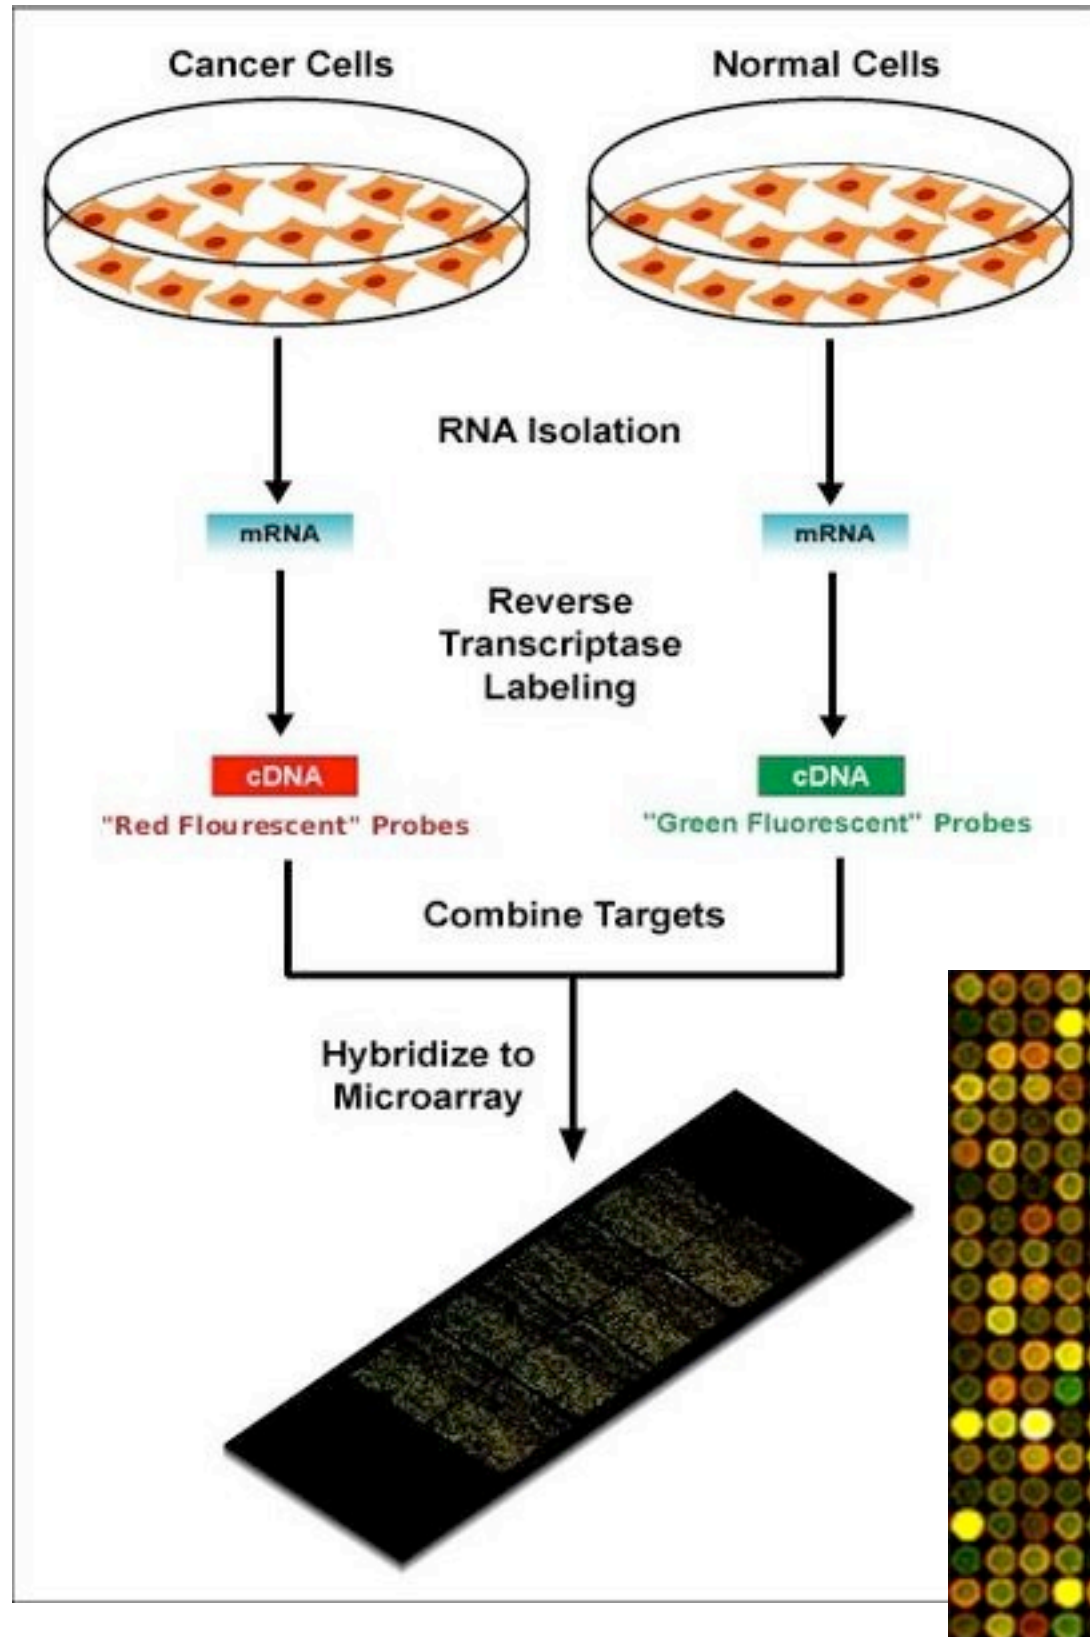 Cancer Cells
Normal Cells
RNA Isolation
mRNA
mRNA
Reverse
Transcriptase
Labeling
cDNA
cDNA
"Red Flourescent" Probes
"Green Fluorescent" Probes
Combine Targets
Hybridize to
Microarray